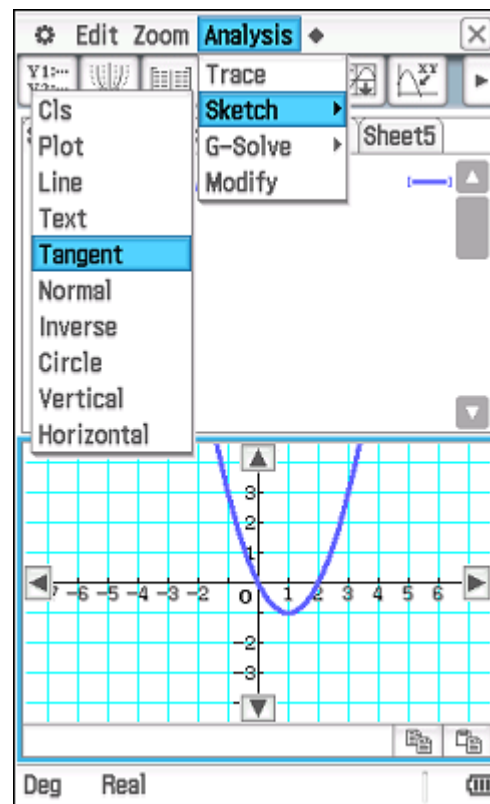 Edit Zoom Analysis
Trace
Sketch
G-Solve
Modify
Sheet5
Cls
Plot
Line
Text
Tangent
Normal
Inverse
Circle
Vertical
Horizontal
3
2
1
-6 -5 -4 -3 -2 0 1 2 3 4 5 6
-2
-3
Deg Real